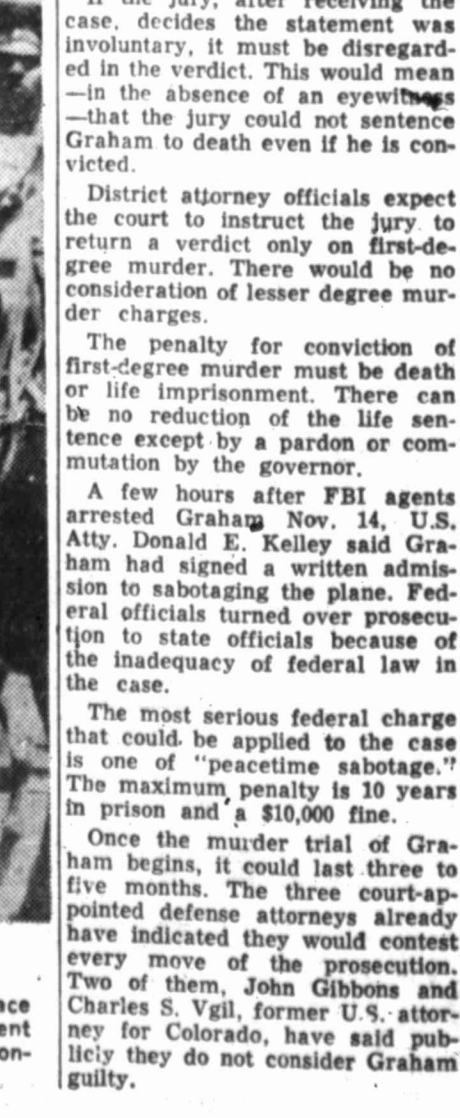 If the jury, after receiving the
case, decides the statement was
involuntary, it must be disregard-
ed in the verdict. This would mean
—in the absence of an eyewitness
—that the jury could not sentence
Graham to death even if he is con-
victed.
District attorney officials expect
the court to instruct the jury to
return a verdict only on first-de-
gree murder. There would be no
consideration of lesser degree mur-
der charges.
The penalty for conviction of
first-degree murder must be death
or life imprisonment. There can
be no reduction of the life sen-
tence except by a pardon or com-
mutation by the governor.
A few hours after FBI agents
arrested Graham Nov. 14, U.S.
Atty. Donald E. Kelley said Gra-
ham had signed a written admis-
sion to sabotaging the plane. Fed-
eral officials turned over prosecu-
tion to state officials because of
the inadequacy of federal law in
the case.
The most serious federal charge
that could be applied to the case
is one of "peacetime sabotage."
The maximum penalty is 10 years
in prison and a $10,000 fine.
Once the murder trial of Gra-
ham begins, it could last three to
five months. The three court-ap-
pointed defense attorneys already
have indicated they would contest
every move of the prosecution.
Two of them, John Gibbons and
Charles S. Vgil, former U.S. attor-
ney for Colorado, have said pub-
licly they do not consider Graham
guilty.